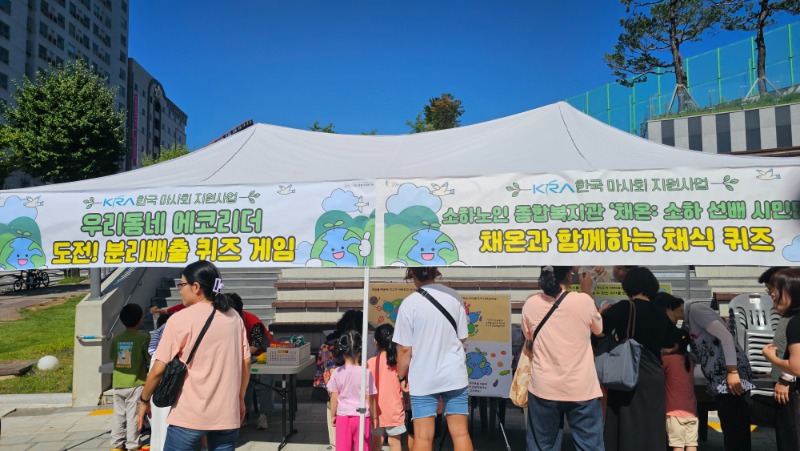 KRA 한국 마사회 지원사업
우리동네 에코리더
도전! 분리배출 퀴즈 게임
KRA 한국 마사회 지원사업
소하노인 종합복지관 '채온: 소하 선배 시민
채온과 함께하는 채식 퀴즈